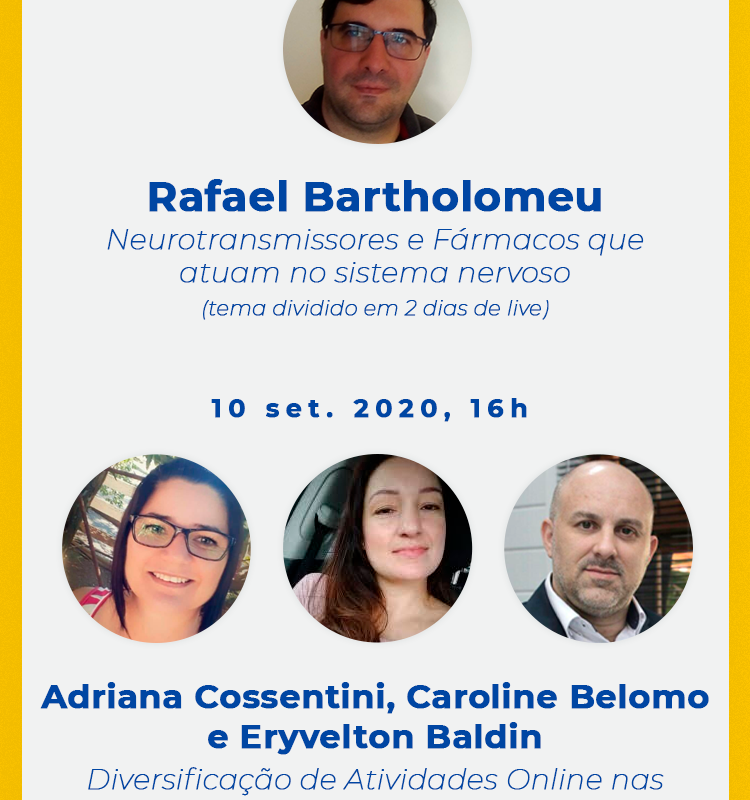 Rafael Bartholomeu
Neurotransmissores e Fármacos que
atuam no sistema nervoso
(tema dividido em 2 dias de live)
10 set. 2020, 16h
Adriana Cossentini, Caroline Belomo
e Eryvelton Baldin
Diversificação de Atividades Online nas